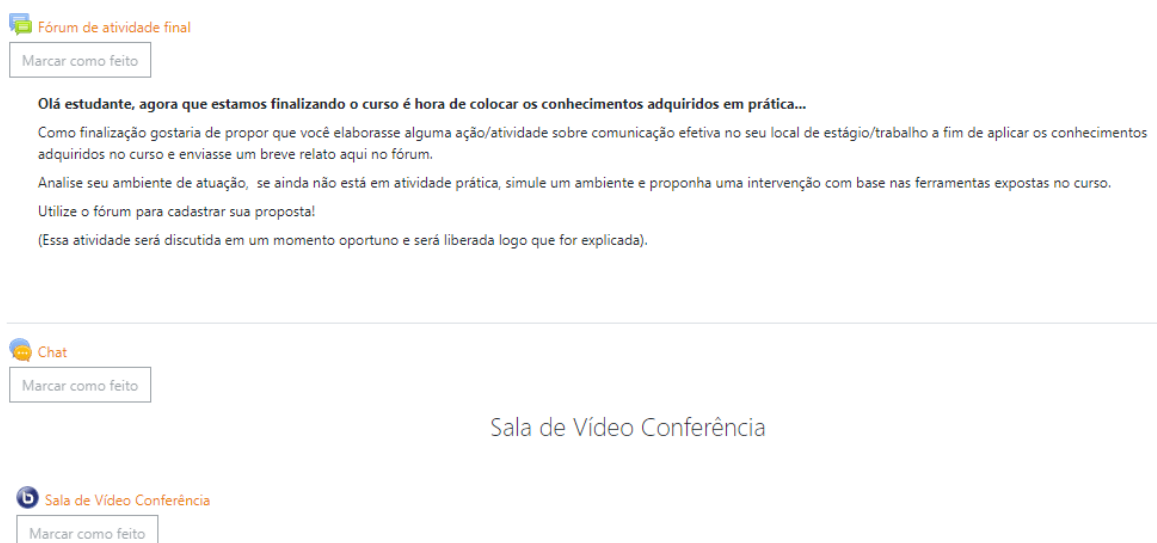 Fórum de atividade final
Marcar como feito
Olá estudante, agora que estamos finalizando o curso é hora de colocar os conhecimentos adquiridos em prática...
Como finalização gostaria de propor que você elaborasse alguma ação/atividade sobre comunicação efetiva no seu local de estágio/trabalho a fim de aplicar os conhecimentos
adquiridos no curso e enviasse um breve relato aqui no fórum.
Analise seu ambiente de atuação, se ainda não está em atividade prática, simule um ambiente e proponha uma intervenção com base nas ferramentas expostas no curso.
Utilize o fórum para cadastrar sua proposta!
(Essa atividade será discutida em um momento oportuno e será liberada logo que for explicada).
Chat
Marcar como feito
Sala de Vídeo Conferência
Sala de Vídeo Conferência
Marcar como feito